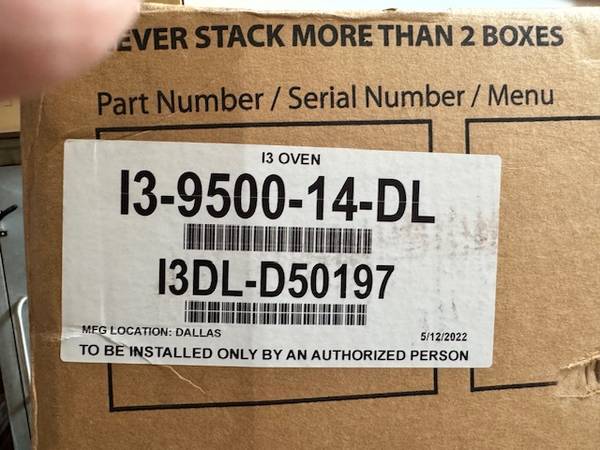 EVER STACK MORE THAN 2 BOXES
Part Number / Serial Number / Menu
I3 OVEN
I3-9500-14-DL
I3DL-D50197
MFG LOCATION: DALLAS 5/12/2022
TO BE INSTALLED ONLY BY AN AUTHORIZED PERSON